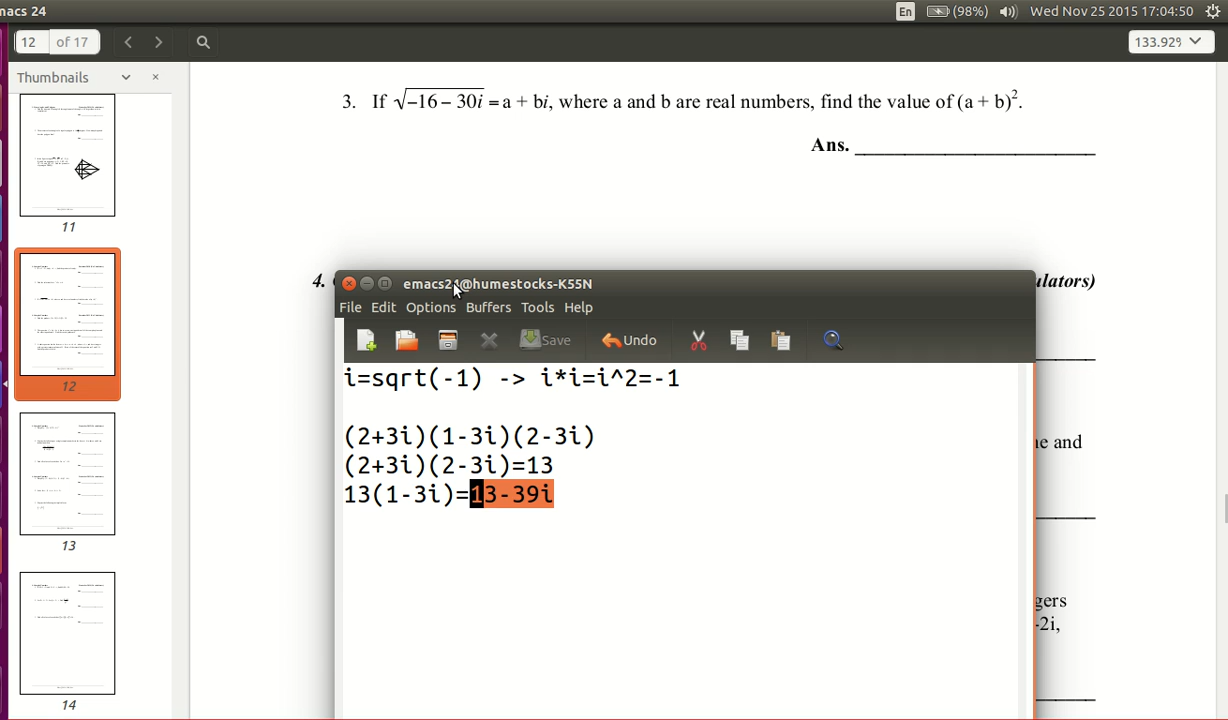 macs 24
En (98%) Wed Nov 25 2015 17:04:50
12 of 17 133.92%
Thumbnails
3. If √-16 – 30i = a + bi, where a and b are real numbers, find the value of (a + b)².
Ans.
11
4. ulators)
emacs24@humestocks-K55N
File Edit Options Buffers Tools Help
Save Undo
i=sqrt(-1) -> i*i=i^2=-1
12
(2+3i)(1-3i)(2-3i)
ne and
(2+3i)(2-3i)=13
13(1-3i)=13-39i
13
gers
-2i,
14